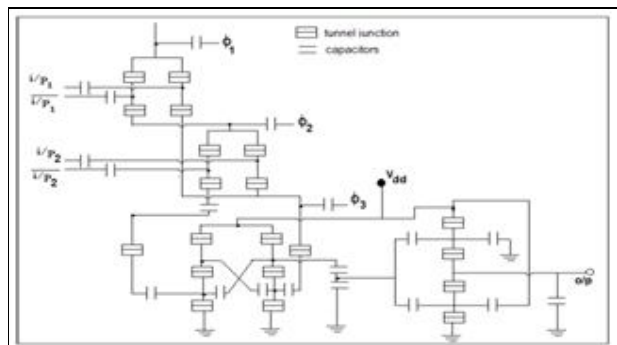 ϕ1
tunnel junction
capacitors
i/P1
i/P1
ϕ2
i/P2
i/P2
Vdd
ϕ3
o/p